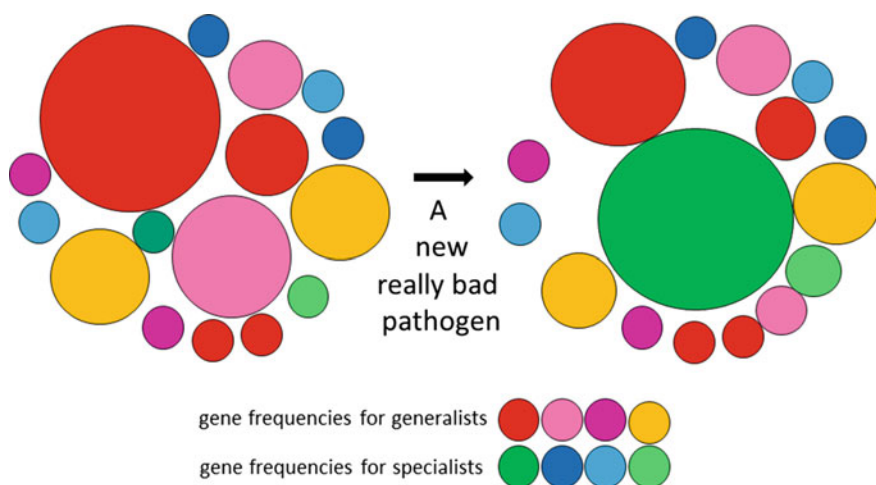 A
new
really bad
pathogen
gene frequencies for generalists
gene frequencies for specialists